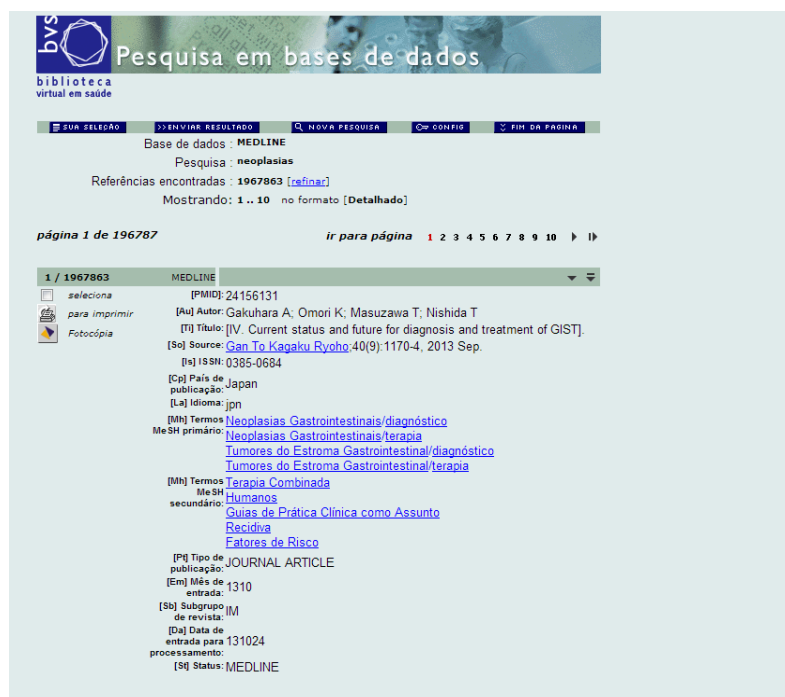 bvs
Pesquisa em bases de dados
biblioteca
virtual em saúde
SUA SELEÇÃO >>ENVIAR RESULTADO NOVA PESQUISA CONFIG FIM DA PAGINA
Base de dados : MEDLINE
Pesquisa : neoplasias
Referências encontradas : 1967863 [refinar]
Mostrando: 1 .. 10 no formato [Detalhado]
página 1 de 196787 ir para página 1 2 3 4 5 6 7 8 9 10
1 / 1967863 MEDLINE
seleciona
para imprimir
Fotocópia
[PMID]: 24156131
[Au] Autor: Gakuhara A; Omori K; Masuzawa T; Nishida T
[Ti] Título: [IV. Current status and future for diagnosis and treatment of GIST].
[So] Source: Gan To Kagaku Ryoho;40(9):1170-4, 2013 Sep.
[Is] ISSN: 0385-0684
[Cp] País de
publicação: Japan
[La] Idioma: jpn
[Mh] Termos
MeSH primário: Neoplasias Gastrointestinais/diagnóstico
Neoplasias Gastrointestinais/terapia
Tumores do Estroma Gastrointestinal/diagnóstico
Tumores do Estroma Gastrointestinal/terapia
[Mh] Termos
MeSH
secundário: Terapia Combinada
Humanos
Guias de Prática Clínica como Assunto
Recidiva
Fatores de Risco
[Pt] Tipo de
publicação: JOURNAL ARTICLE
[Em] Mês de
entrada: 1310
[Sb] Subgrupo
de revista: IM
[Da] Data de
entrada para
processamento: 131024
[St] Status: MEDLINE